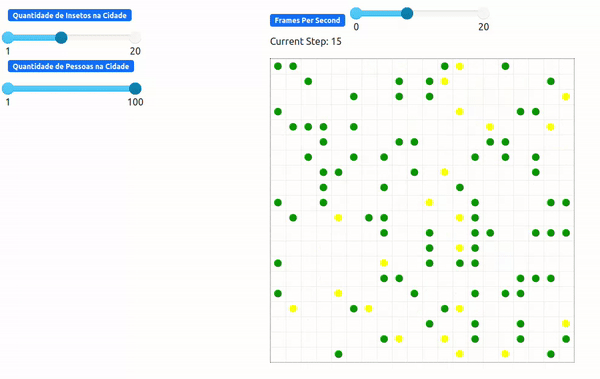 Quantidade de Insetos na Cidade
1 20
Quantidade de Pessoas na Cidade
1 100
Frames Per Second
0 20
Current Step: 15